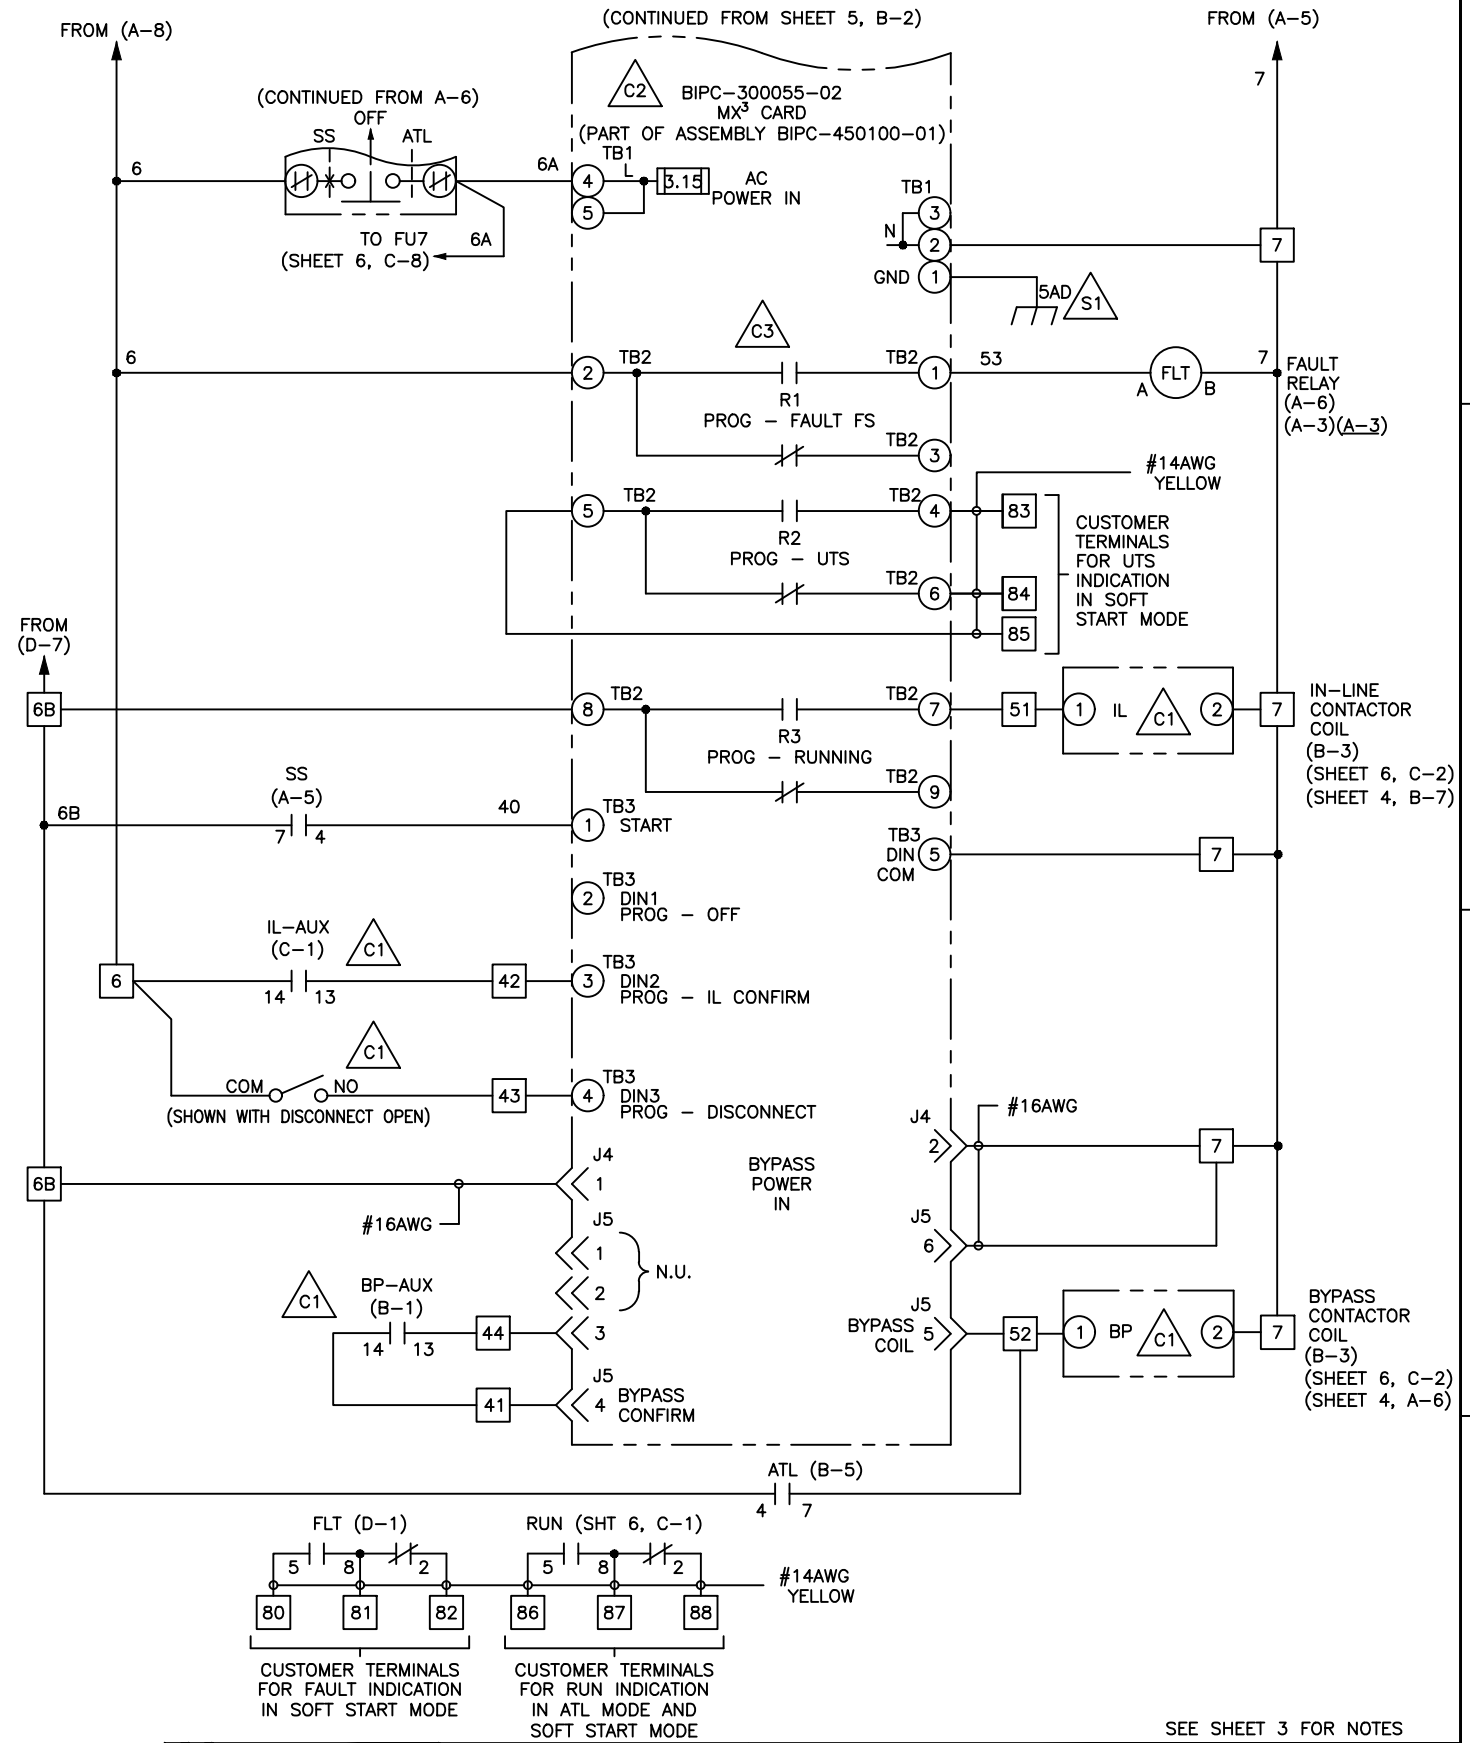 (CONTINUED FROM SHEET 5, B-2)
FROM (A-8)
FROM (A-5)
7
C2
BIPC-300055-02
MX³ CARD
(PART OF ASSEMBLY BIPC-450100-01)
(CONTINUED FROM A-6)
OFF
SS
ATL
6
6A
TB1
L
4
3.15
AC
POWER IN
5
TO FU7
(SHEET 6, C-8)
6A
TB1
3
N
2
7
GND
1
5AD
S1
C3
6
2
TB2
TB2
1
53
FLT
A
B
7
FAULT
RELAY
(A-6)
(A-3)(A-3)
R1
PROG - FAULT FS
TB2
3
#14AWG
YELLOW
5
TB2
TB2
4
83
R2
PROG - UTS
TB2
6
84
85
CUSTOMER
TERMINALS
FOR UTS
INDICATION
IN SOFT
START MODE
FROM
(D-7)
6B
8
TB2
TB2
7
51
1
IL
C1
2
7
IN-LINE
CONTACTOR
COIL
(B-3)
(SHEET 6, C-2)
(SHEET 4, B-7)
R3
PROG - RUNNING
TB2
9
SS
(A-5)
6B
7
4
40
1
TB3
START
TB3
DIN
COM
5
7
2
TB3
DIN1
PROG - OFF
IL-AUX
(C-1)
C1
6
14
13
42
3
TB3
DIN2
PROG - IL CONFIRM
C1
COM
NO
(SHOWN WITH DISCONNECT OPEN)
43
4
TB3
DIN3
PROG - DISCONNECT
#16AWG
J4
2
7
6B
J4
1
#16AWG
BYPASS
POWER
IN
J5
6
J5
1
2
N.U.
C1
BP-AUX
(B-1)
14
13
44
3
J5
BYPASS
COIL
5
52
1
BP
C1
2
7
BYPASS
CONTACTOR
COIL
(B-3)
(SHEET 6, C-2)
(SHEET 4, A-6)
41
J5
4
BYPASS
CONFIRM
ATL (B-5)
4
7
FLT (D-1)
5
8
2
RUN (SHT 6, C-1)
5
8
2
#14AWG
YELLOW
80
81
82
86
87
88
CUSTOMER TERMINALS
FOR FAULT INDICATION
IN SOFT START MODE
CUSTOMER TERMINALS
FOR RUN INDICATION
IN ATL MODE AND
SOFT START MODE
SEE SHEET 3 FOR NOTES